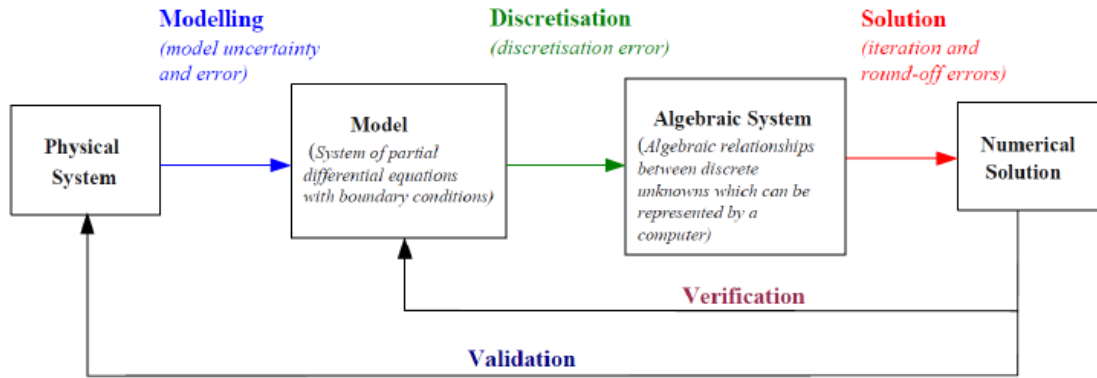 Modelling
(model uncertainty
and error)
Discretisation
(discretisation error)
Solution
(iteration and
round-off errors)
Physical
System
Model
(System of partial
differential equations
with boundary conditions)
Algebraic System
(Algebraic relationships
between discrete
unknowns which can be
represented by a
computer)
Numerical
Solution
Verification
Validation